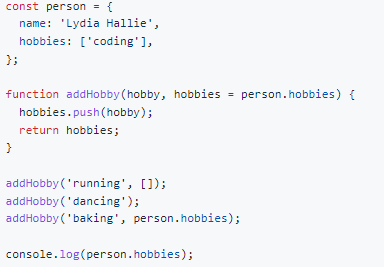 const person = {
  name: 'Lydia Hallie',
  hobbies: ['coding'],
};

function addHobby(hobby, hobbies = person.hobbies) {
  hobbies.push(hobby);
  return hobbies;
}

addHobby('running', []);
addHobby('dancing');
addHobby('baking', person.hobbies);

console.log(person.hobbies);